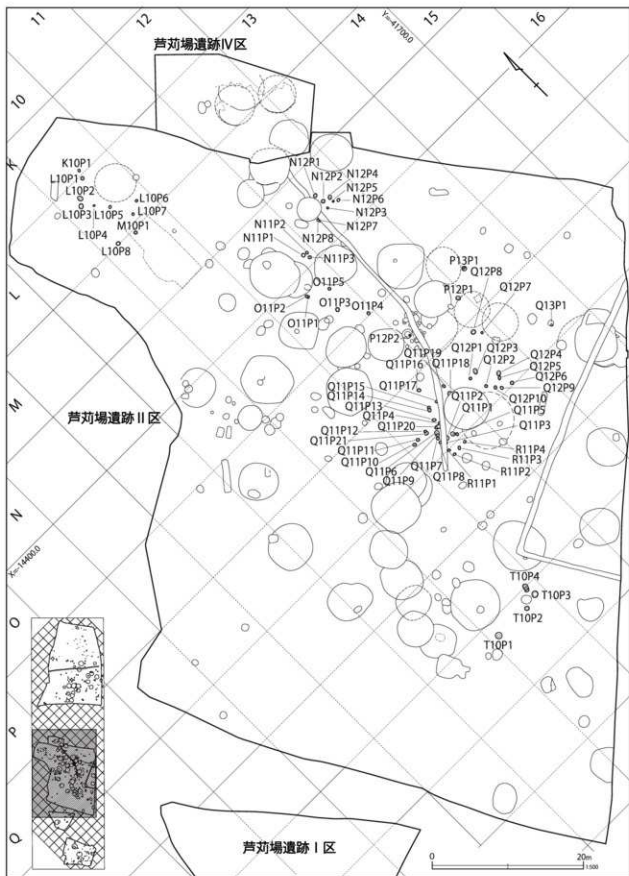 11
12
13
14
15
16
Y=-41700.0
芦苅場遺跡Ⅳ区
10
K
K10P1
L10P1
L10P2
L10P3
L10P4
L10P5
L10P6
L10P7
M10P1
L10P8
N12P1
N12P2
N12P4
N12P5
N12P6
N12P3
N12P7
N12P8
N11P2
N11P1
N11P3
O11P5
O11P2
O11P3
O11P4
O11P1
P13P1
Q12P8
P12P1
Q12P7
Q13P1
L
P12P2
Q12P1
Q12P3
Q12P2
Q12P4
Q12P5
Q12P6
Q12P9
Q12P10
Q11P19
Q11P18
Q11P16
Q11P17
Q11P15
Q11P14
Q11P13
Q11P4
Q11P2
Q11P1
Q11P5
Q11P3
Q11P12
Q11P20
Q11P21
Q11P11
Q11P10
Q11P6
Q11P7
Q11P9
Q11P8
R11P4
R11P3
R11P2
R11P1
M
芦苅場遺跡Ⅱ区
N
X=-14400.0
O
T10P4
T10P3
T10P2
T10P1
P
Q
芦苅場遺跡Ⅰ区
0
20m
1:500